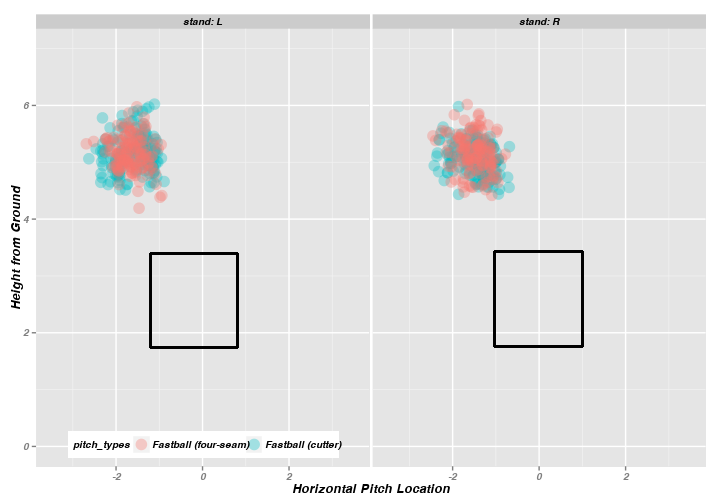 stand: L
stand: R
Height from Ground
6
4
2
0
pitch_types Fastball (four-seam) Fastball (cutter)
-2 0 2
-2 0 2
Horizontal Pitch Location